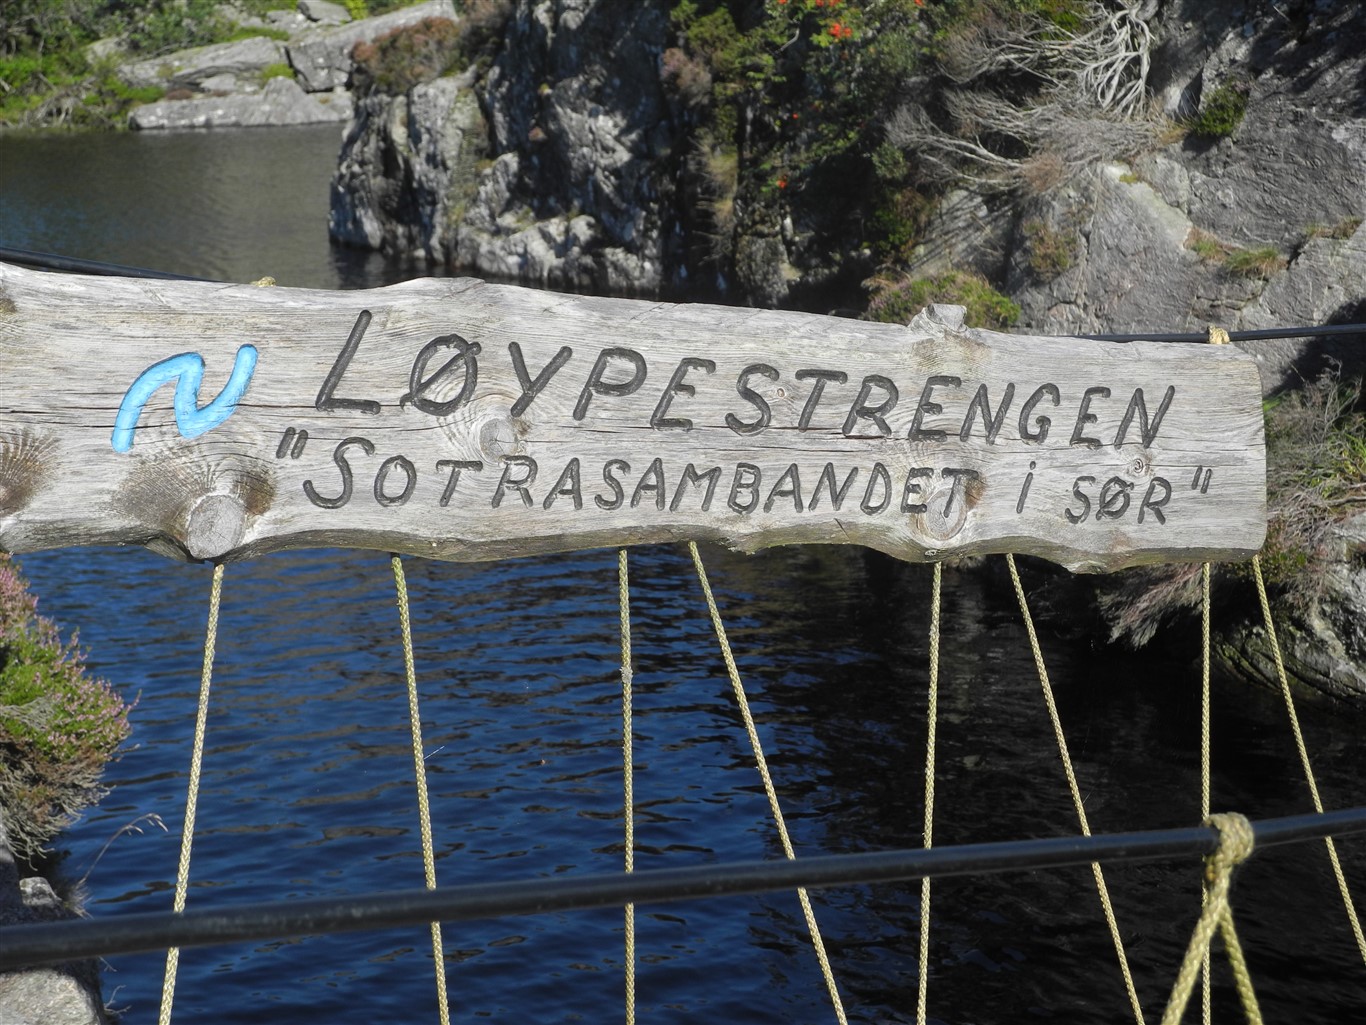 LØYPESTRENGEN
"SOTRASAMBANDET i SØR"